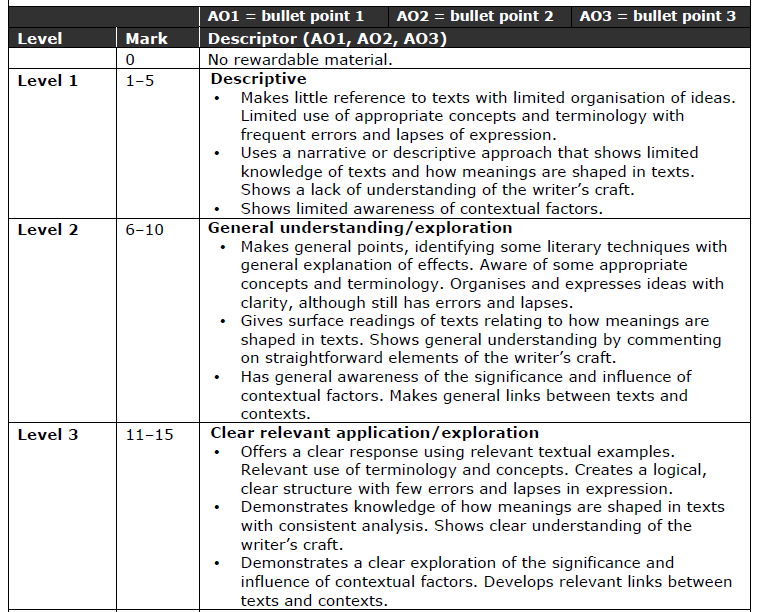 AO1 = bullet point 1 AO2 = bullet point 2 AO3 = bullet point 3
Level Mark Descriptor (AO1, AO2, AO3)
0 No rewardable material.
Level 1 1–5 Descriptive
• Makes little reference to texts with limited organisation of ideas.
Limited use of appropriate concepts and terminology with
frequent errors and lapses of expression.
• Uses a narrative or descriptive approach that shows limited
knowledge of texts and how meanings are shaped in texts.
Shows a lack of understanding of the writer’s craft.
• Shows limited awareness of contextual factors.
Level 2 6–10 General understanding/exploration
• Makes general points, identifying some literary techniques with
general explanation of effects. Aware of some appropriate
concepts and terminology. Organises and expresses ideas with
clarity, although still has errors and lapses.
• Gives surface readings of texts relating to how meanings are
shaped in texts. Shows general understanding by commenting
on straightforward elements of the writer’s craft.
• Has general awareness of the significance and influence of
contextual factors. Makes general links between texts and
contexts.
Level 3 11–15 Clear relevant application/exploration
• Offers a clear response using relevant textual examples.
Relevant use of terminology and concepts. Creates a logical,
clear structure with few errors and lapses in expression.
• Demonstrates knowledge of how meanings are shaped in texts
with consistent analysis. Shows clear understanding of the
writer’s craft.
• Demonstrates a clear exploration of the significance and
influence of contextual factors. Develops relevant links between
texts and contexts.